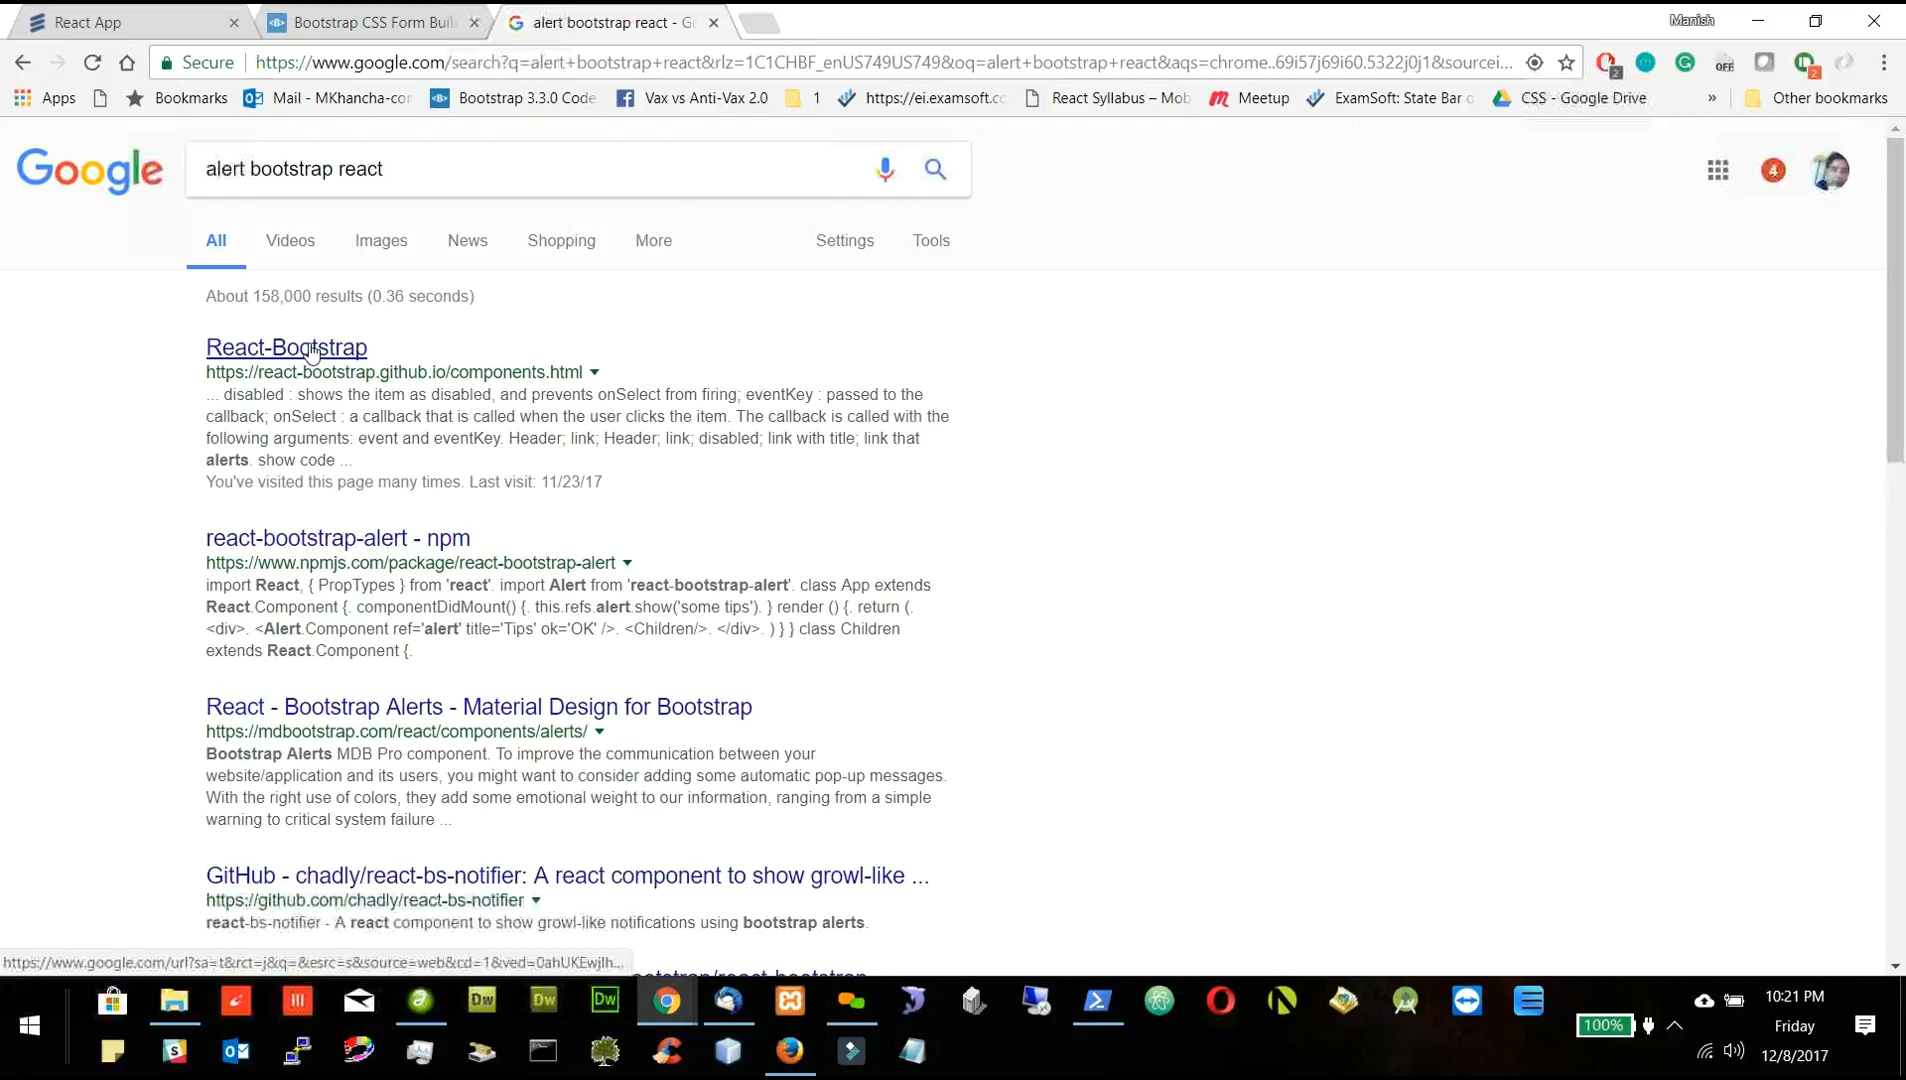 React App
Bootstrap CSS Form Buil
alert bootstrap react - Go
Manish
Secure https://www.google.com/search?q=alert+bootstrap+react&rlz=1C1CHBF_enUS749US749&oq=alert+bootstrap+react&aqs=chrome..69i57j69i60.5322j0j1&sourcei...
2
OFF
2
Apps
Bookmarks
Mail - MKhancha-cor
Bootstrap 3.3.0 Code
Vax vs Anti-Vax 2.0
1
https://ei.examsoft.co
React Syllabus – Mob
Meetup
ExamSoft: State Bar o
CSS - Google Drive
»
Other bookmarks
Google
alert bootstrap react
4
All Videos Images News Shopping More Settings Tools
About 158,000 results (0.36 seconds)
React-Bootstrap
https://react-bootstrap.github.io/components.html
... disabled : shows the item as disabled, and prevents onSelect from firing; eventKey : passed to the
callback; onSelect : a callback that is called when the user clicks the item. The callback is called with the
following arguments: event and eventKey. Header; link; Header; link; disabled; link with title; link that
alerts. show code ...
You've visited this page many times. Last visit: 11/23/17
react-bootstrap-alert - npm
https://www.npmjs.com/package/react-bootstrap-alert
import React, { PropTypes } from 'react'. import Alert from 'react-bootstrap-alert'. class App extends
React.Component {. componentDidMount() {. this.refs.alert.show('some tips'). } render () {. return (.
<div>. <Alert.Component ref='alert' title='Tips' ok='OK' />. <Children/>. </div>. ) } } class Children
extends React.Component {.
React - Bootstrap Alerts - Material Design for Bootstrap
https://mdbootstrap.com/react/components/alerts/
Bootstrap Alerts MDB Pro component. To improve the communication between your
website/application and its users, you might want to consider adding some automatic pop-up messages.
With the right use of colors, they add some emotional weight to our information, ranging from a simple
warning to critical system failure ...
GitHub - chadly/react-bs-notifier: A react component to show growl-like ...
https://github.com/chadly/react-bs-notifier
react-bs-notifier - A react component to show growl-like notifications using bootstrap alerts.
https://www.google.com/url?sa=t&rct=j&q=&esrc=s&source=web&cd=1&ved=0ahUKEwjIh...
Dw
Dw
Dw
10:21 PM
100%
Friday
12/8/2017